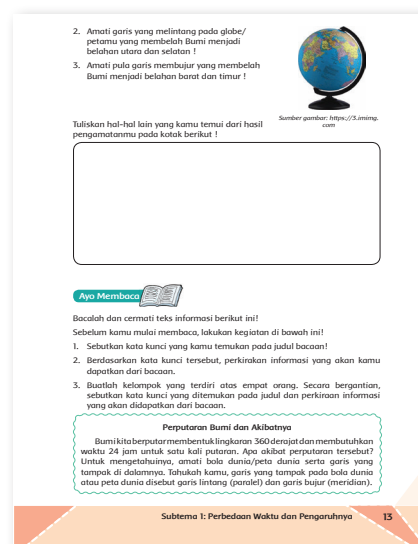 2. Amati garis yang melintang pada globe/
petamu yang membelah Bumi menjadi
belahan utara dan selatan !
3. Amati pula garis membujur yang membelah
Bumi menjadi belahan barat dan timur !
Sumber gambar: https://3.imimg.
com
Tuliskan hal-hal lain yang kamu temui dari hasil
pengamatanmu pada kotak berikut !
Ayo Membaca
Bacalah dan cermati teks informasi berikut ini!
Sebelum kamu mulai membaca, lakukan kegiatan di bawah ini!
1. Sebutkan kata kunci yang kamu temukan pada judul bacaan!
2. Berdasarkan kata kunci tersebut, perkirakan informasi yang akan kamu
dapatkan dari bacaan.
3. Buatlah kelompok yang terdiri atas empat orang. Secara bergantian,
sebutkan kata kunci yang ditemukan pada judul dan perkiraan informasi
yang akan didapatkan dari bacaan.
Perputaran Bumi dan Akibatnya
Bumi kita berputar membentuk lingkaran 360 derajat dan membutuhkan
waktu 24 jam untuk satu kali putaran. Apa akibat perputaran tersebut?
Untuk mengetahuinya, amati bola dunia/peta dunia serta garis yang
tampak di dalamnya. Tahukah kamu, garis yang tampak pada bola dunia
atau peta dunia disebut garis lintang (paralel) dan garis bujur (meridian).
Subtema 1: Perbedaan Waktu dan Pengaruhnya 13